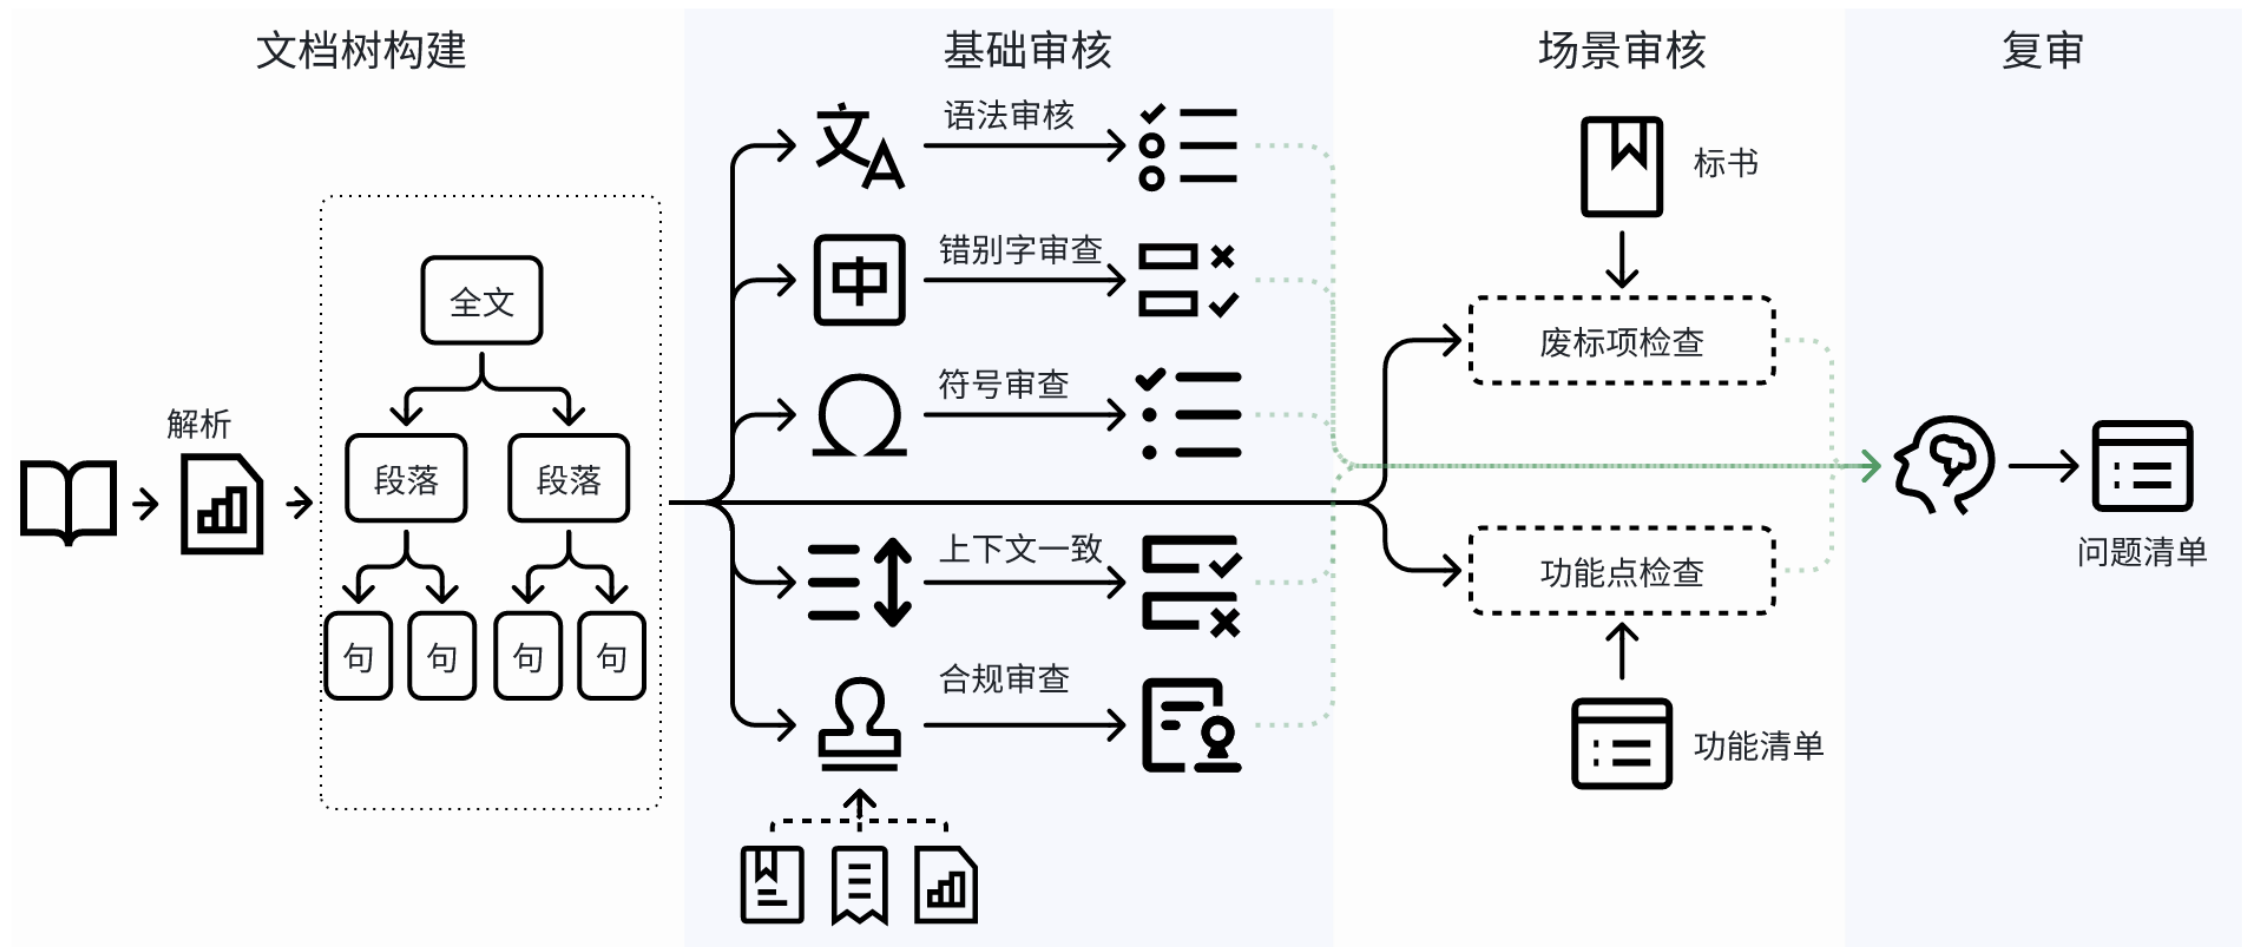 文档树构建
基础审核
场景审核
复审
解析
全文
段落
段落
句
句
句
句
语法审核
错别字审查
符号审查
上下文一致
合规审查
文A
中
标书
废标项检查
功能点检查
功能清单
问题清单